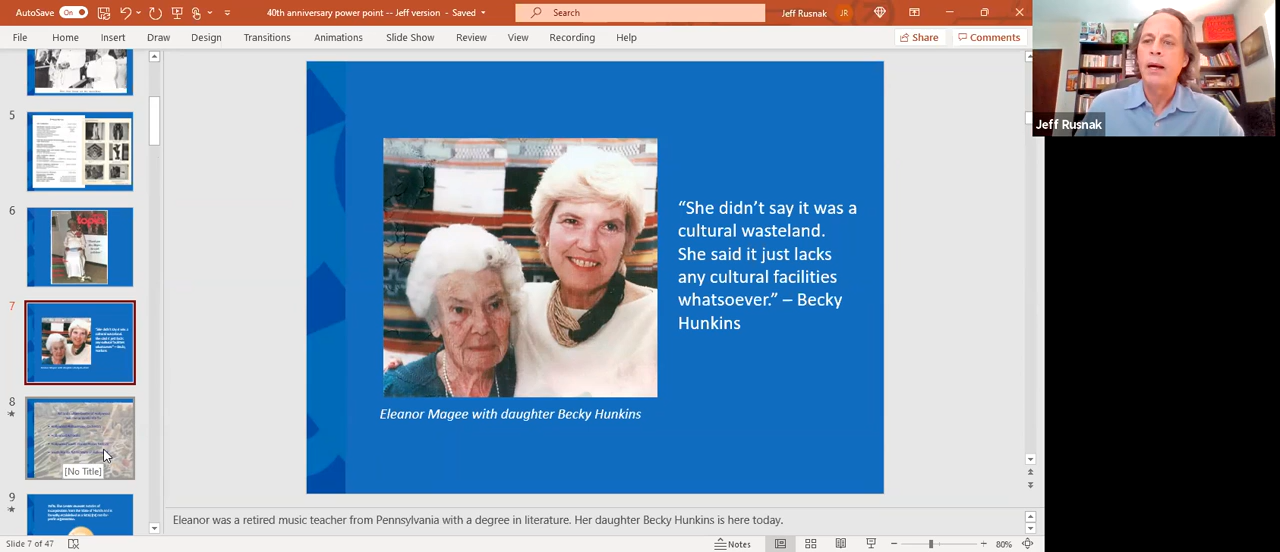 AutoSave On
40th anniversary power point -- Jeff version - Saved
Search
Jeff Rusnak JR
File Home Insert Draw Design Transitions Animations Slide Show Review View Recording Help
Share Comments
Jeff Rusnak
5
6
7
8
[No Title]
9
“She didn’t say it was a
cultural wasteland.
She said it just lacks
any cultural facilities
whatsoever.” – Becky
Hunkins
Eleanor Magee with daughter Becky Hunkins
Eleanor was a retired music teacher from Pennsylvania with a degree in literature. Her daughter Becky Hunkins is here today.
Slide 7 of 47
Notes
80%